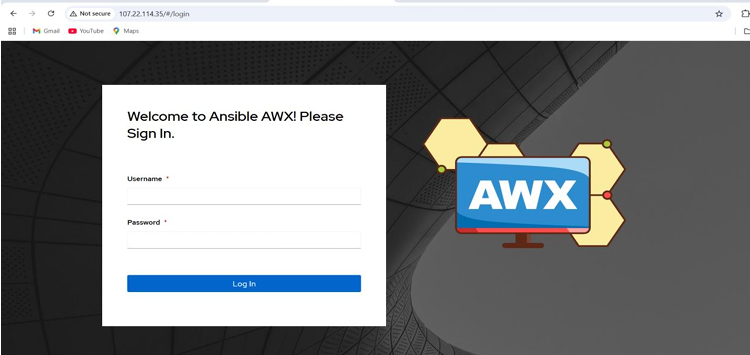 Not secure 107.22.114.35/#/login
Gmail YouTube Maps
Welcome to Ansible AWX! Please
Sign In.
Username *
Password *
Log In
AWX